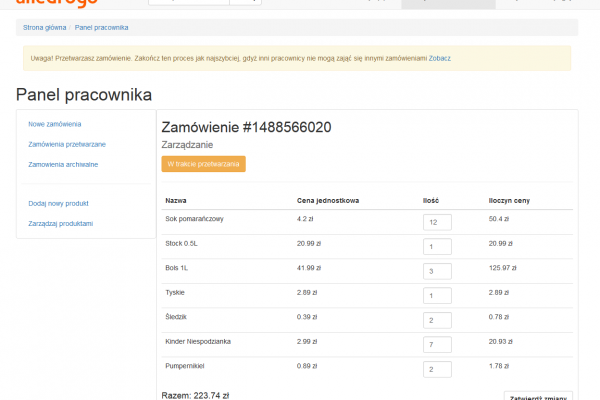 alledrogo
Strona główna / Panel pracownika
Uwaga! Przetwarzasz zamówienie. Zakończ ten proces jak najszybciej, gdyż inni pracownicy nie mogą zająć się innymi zamówieniami Zobacz
Panel pracownika
Nowe zamówienia
Zamówienia przetwarzane
Zamowienia archiwalne
Dodaj nowy produkt
Zarządzaj produktami
Zamówienie #1488566020
Zarządzanie
W trakcie przetwarzania
Nazwa Cena jednostkowa Ilość Iloczyn ceny
Sok pomarańczowy 4.2 zł 12 50.4 zł
Stock 0.5L 20.99 zł 1 20.99 zł
Bols 1L 41.99 zł 3 125.97 zł
Tyskie 2.89 zł 1 2.89 zł
Śledzik 0.39 zł 2 0.78 zł
Kinder Niespodzianka 2.99 zł 7 20.93 zł
Pumpernikiel 0.89 zł 2 1.78 zł
Razem: 223.74 zł
Zatwierdź zmiany